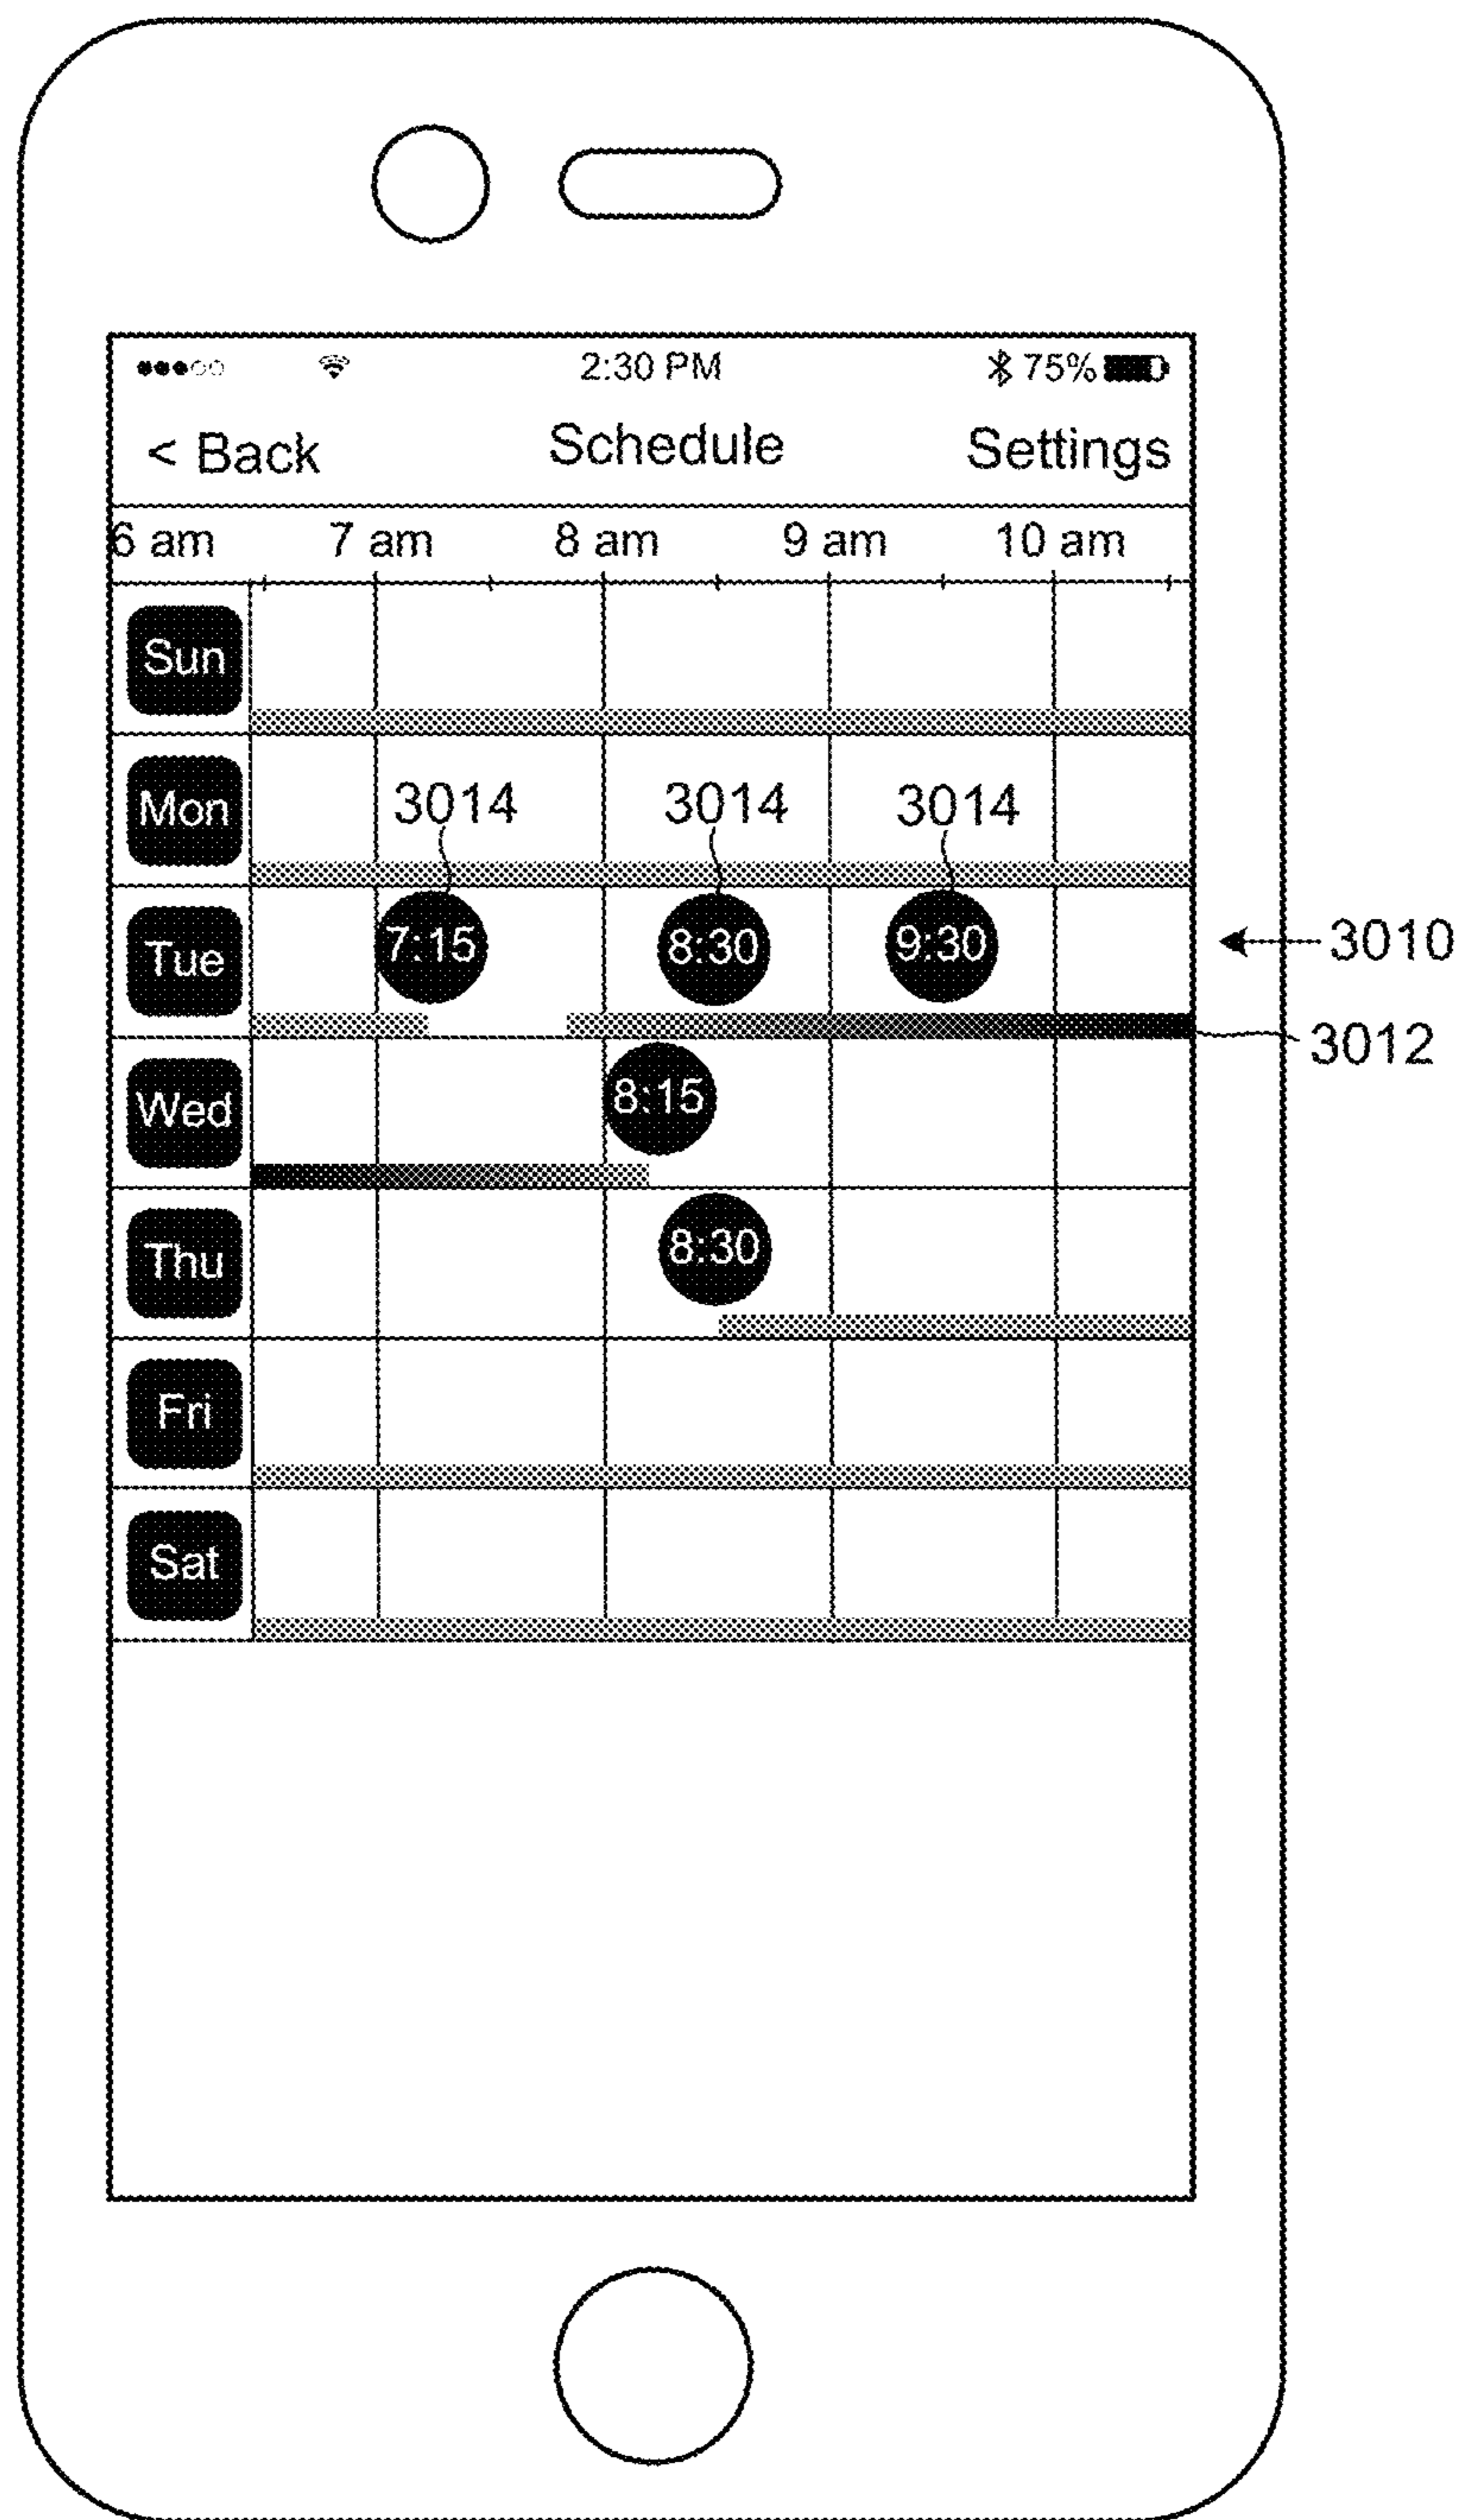 2:30 PM 75%
< Back Schedule Settings
6 am 7 am 8 am 9 am 10 am
Sun
Mon 3014 3014 3014
Tue 7:15 8:30 9:30 3010
3012
Wed 8:15
Thu 8:30
Fri
Sat